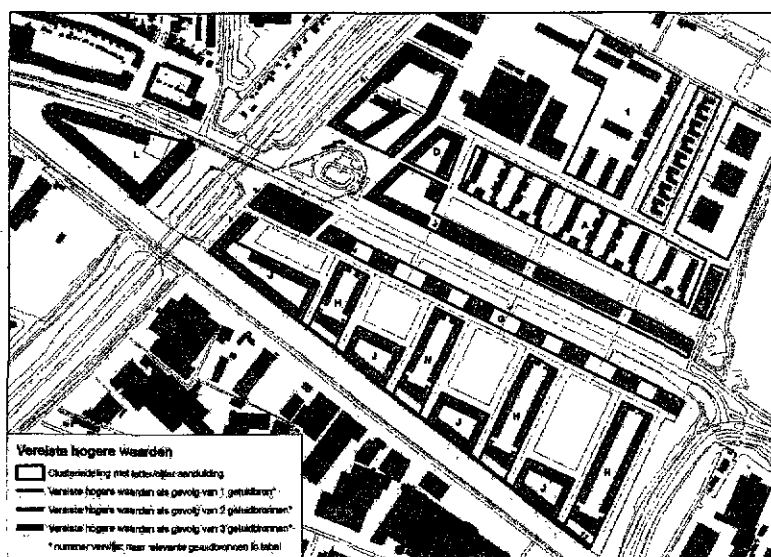 L
D
J
H
G
H
J
H
J
H
J
Vereiste hogere waarden
Clusterindeling met letter/cijfer aanduiding
Vereiste hogere waarden als gevolg van 1 geluidbron*
Vereiste hogere waarden als gevolg van 2 geluidbronnen*
Vereiste hogere waarden als gevolg van 3 geluidbronnen*
* nummer verwijst naar relevante geluidbronnen in tabel